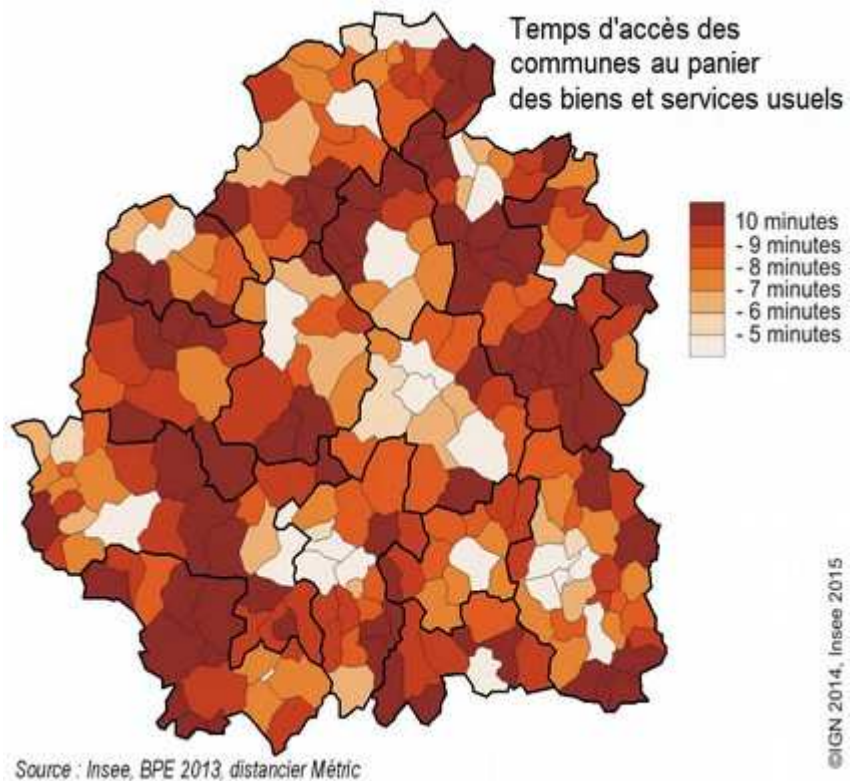 Temps d'accès des
communes au panier
des biens et services usuels
10 minutes
- 9 minutes
- 8 minutes
- 7 minutes
- 6 minutes
- 5 minutes
©IGN 2014, Insee 2015
Source : Insee, BPE 2013, distancier Métric